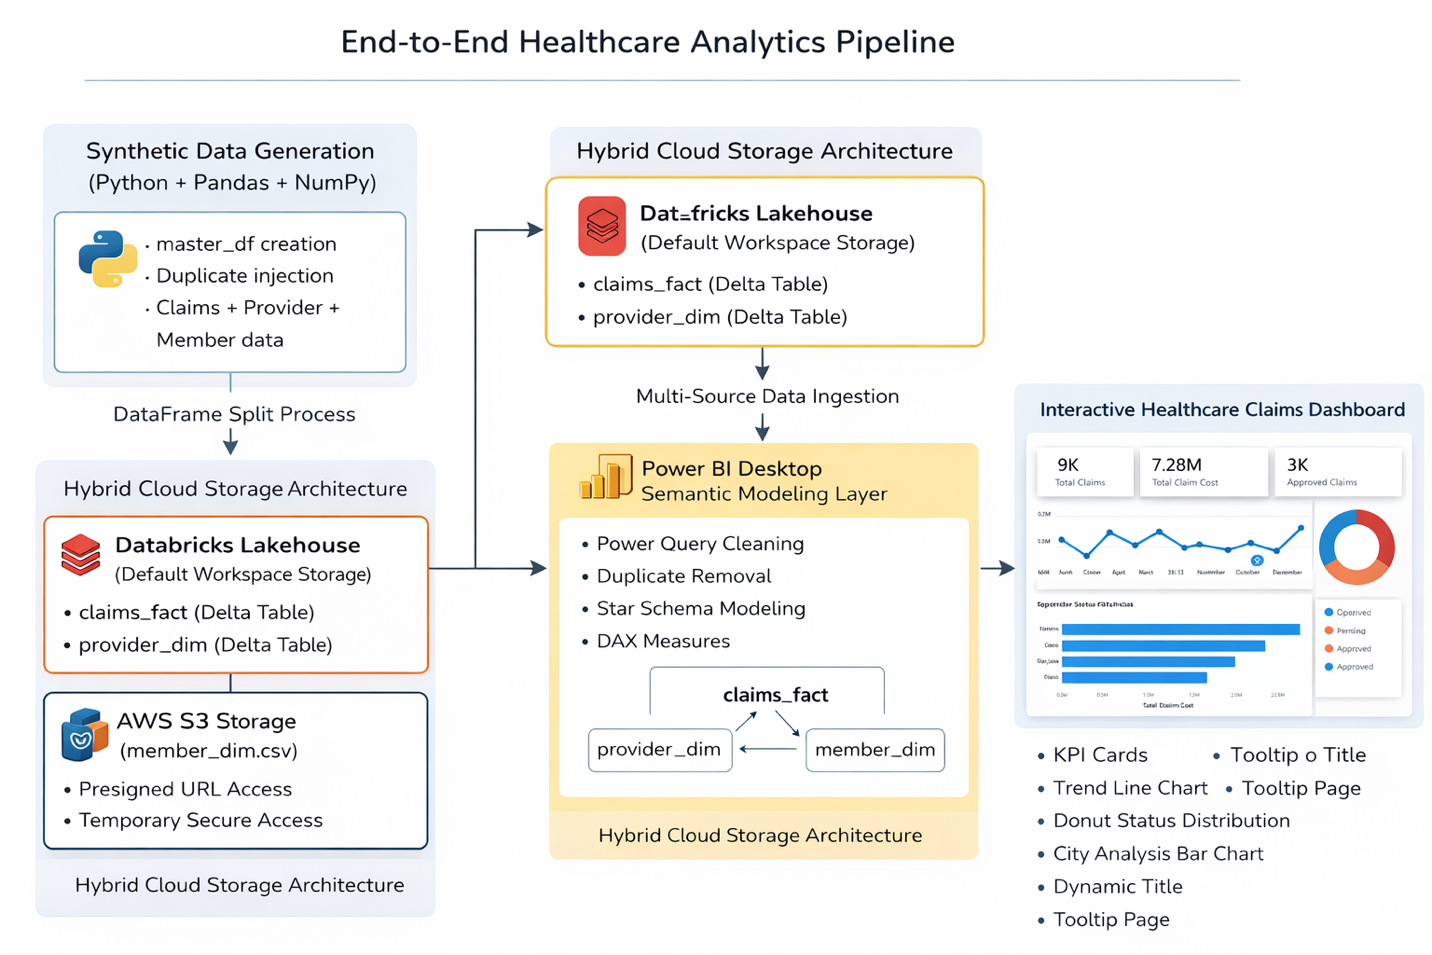 End-to-End Healthcare Analytics Pipeline
Synthetic Data Generation
(Python + Pandas + NumPy)
· master_df creation
· Duplicate injection
· Claims + Provider +
Member data
DataFrame Split Process
Hybrid Cloud Storage Architecture
Databricks Lakehouse
(Default Workspace Storage)
• claims_fact (Delta Table)
• provider_dim (Delta Table)
AWS S3 Storage
(member_dim.csv)
• Presigned URL Access
• Temporary Secure Access
Hybrid Cloud Storage Architecture
Hybrid Cloud Storage Architecture
Lakehouse
(Default Workspace Storage)
• claims_fact (Delta Table)
• provider_dim (Delta Table)
Multi-Source Data Ingestion
Power BI Desktop
Semantic Modeling Layer
• Power Query Cleaning
• Duplicate Removal
• Star Schema Modeling
• DAX Measures
claims_fact
provider_dim
member_dim
Hybrid Cloud Storage Architecture
Interactive Healthcare Claims Dashboard
9K
Total Claims
7.28M
Total Claim Cost
3K
Approved Claims
April March November October
Status
Approved
Approved
• KPI Cards • Tooltip o Title
• Trend Line Chart • Tooltip Page
• Donut Status Distribution
• City Analysis Bar Chart
• Dynamic Title
• Tooltip Page